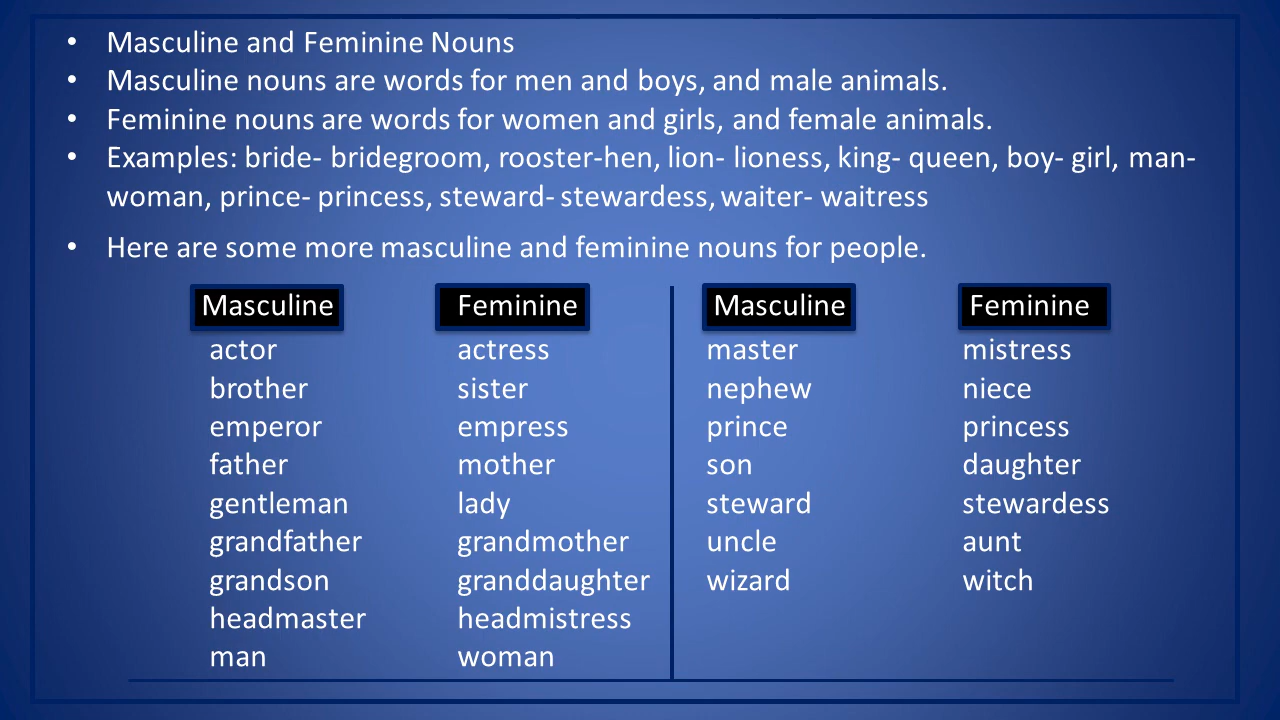 • Masculine and Feminine Nouns
• Masculine nouns are words for men and boys, and male animals.
• Feminine nouns are words for women and girls, and female animals.
• Examples: bride- bridegroom, rooster-hen, lion- lioness, king- queen, boy- girl, man-
woman, prince- princess, steward- stewardess, waiter- waitress
• Here are some more masculine and feminine nouns for people.
Masculine Feminine Masculine Feminine
actor actress master mistress
brother sister nephew niece
emperor empress prince princess
father mother son daughter
gentleman lady steward stewardess
grandfather grandmother uncle aunt
grandson granddaughter wizard witch
headmaster headmistress
man woman